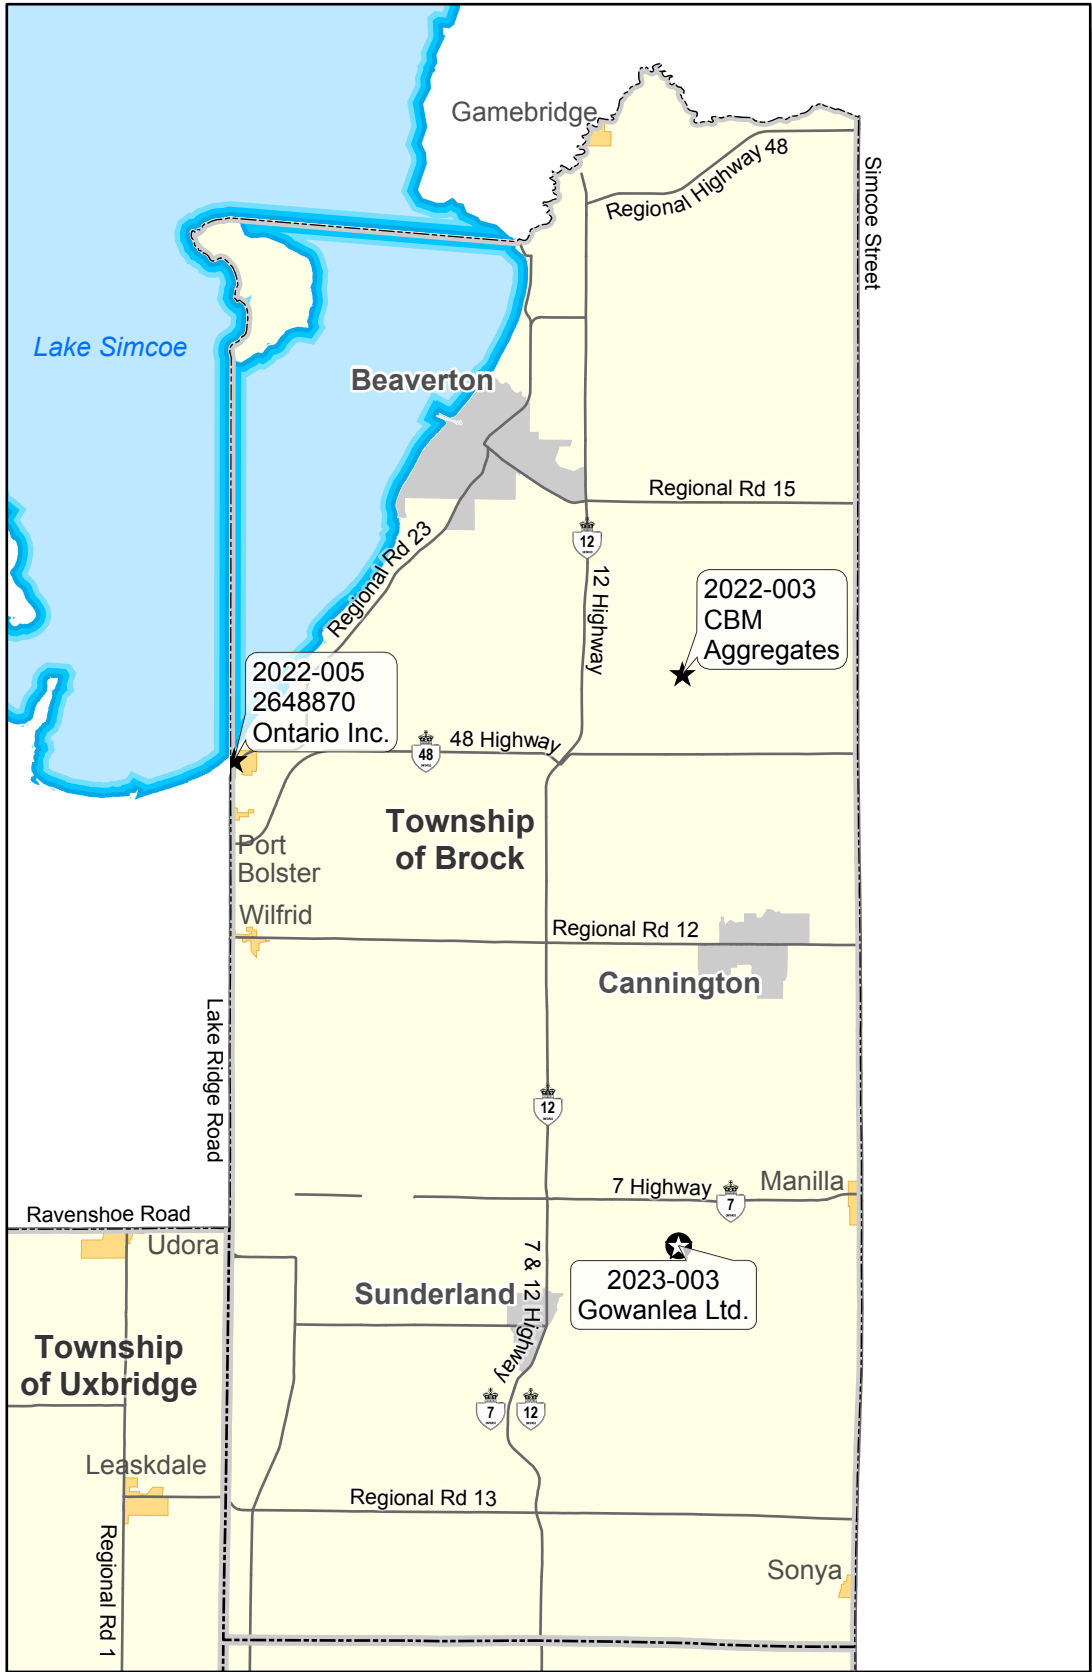 Gamebridge
Regional Highway 48
Simcoe Street
Lake Simcoe
Beaverton
Regional Rd 15
Regional Rd 23
12
12 Highway
2022-003
CBM
Aggregates
2022-005
2648870
Ontario Inc.
48 Highway
48
Township
of Brock
Port
Bolster
Wilfrid
Regional Rd 12
Cannington
Lake Ridge Road
12
7 Highway
7
Manilla
Ravenshoe Road
Udora
7 & 12 Highway
2023-003
Gowanlea Ltd.
Sunderland
Township
of Uxbridge
7
12
Leaskdale
Regional Rd 13
Regional Rd 1
Sonya